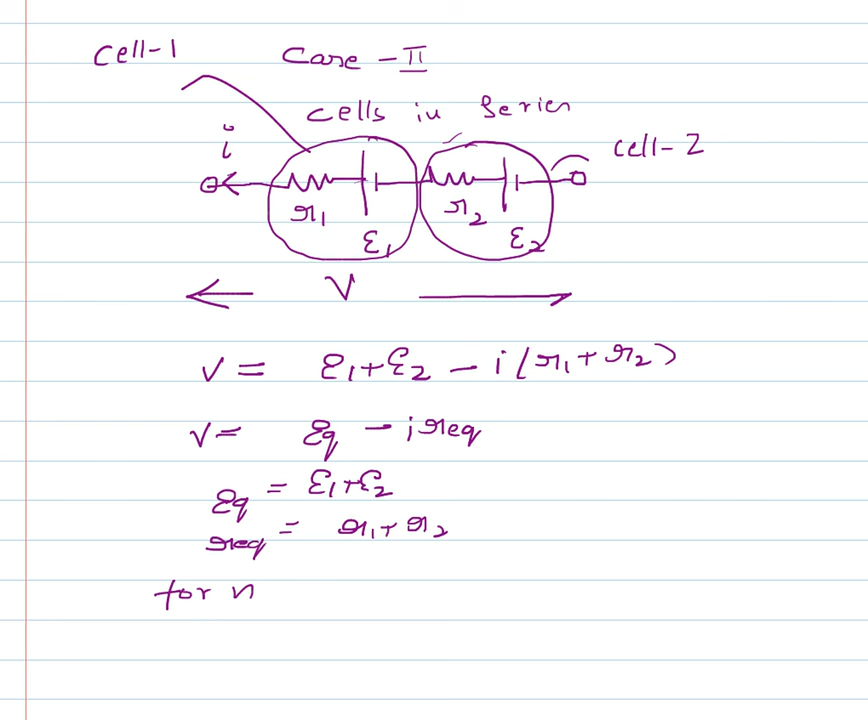 Cell-1
Case - II
cells in Series
i
cell-2
r1
ε1
r2
ε2
V
V = ε1+ε2 - i(r1+r2)
V = εq - ireq
εq = ε1+ε2
req = r1+r2
for n